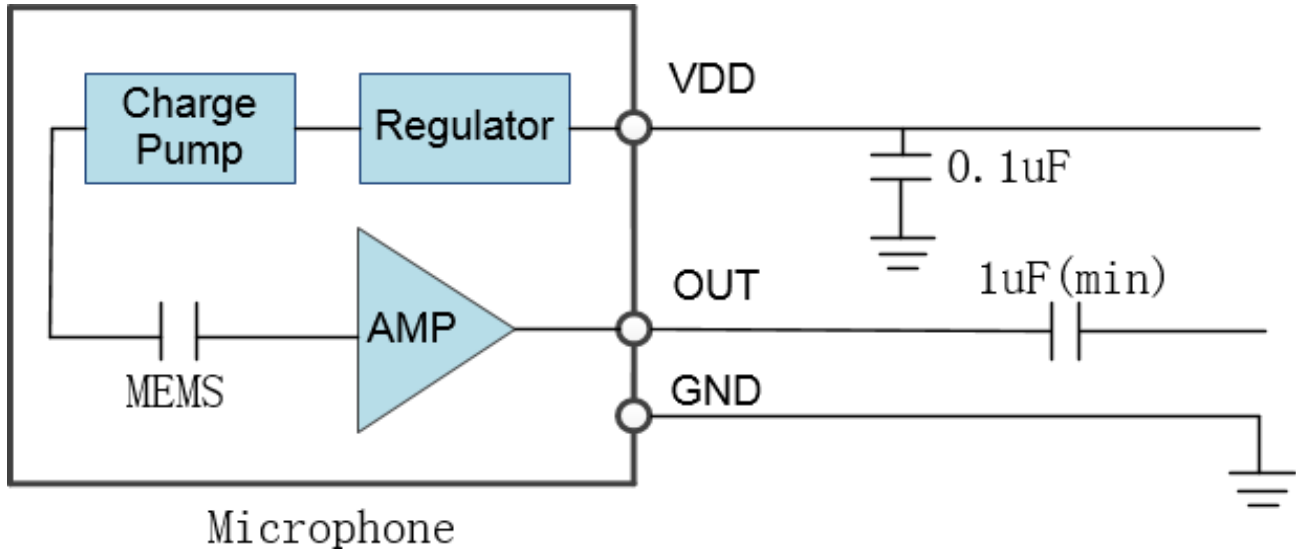 VDD
Charge
Pump
Regulator
0.1uF
OUT
1uF(min)
AMP
MEMS
GND
Microphone